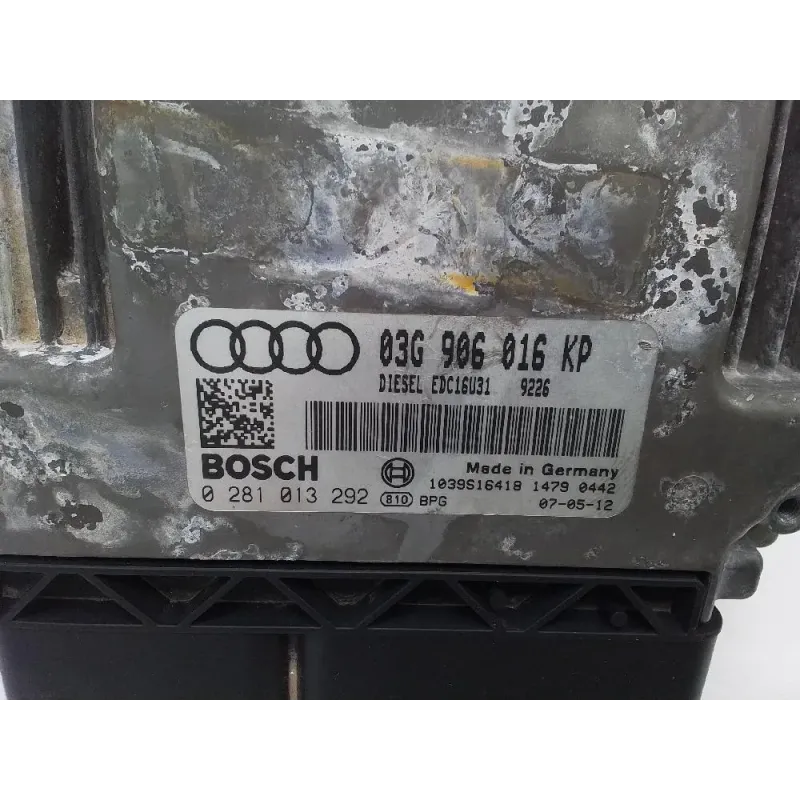 03G 906 016 KP
DIESEL EDC16U31 9226
BOSCH
Made in Germany
1039S16418 1479 0442
0 281 013 292 810 BPG 07-05-12